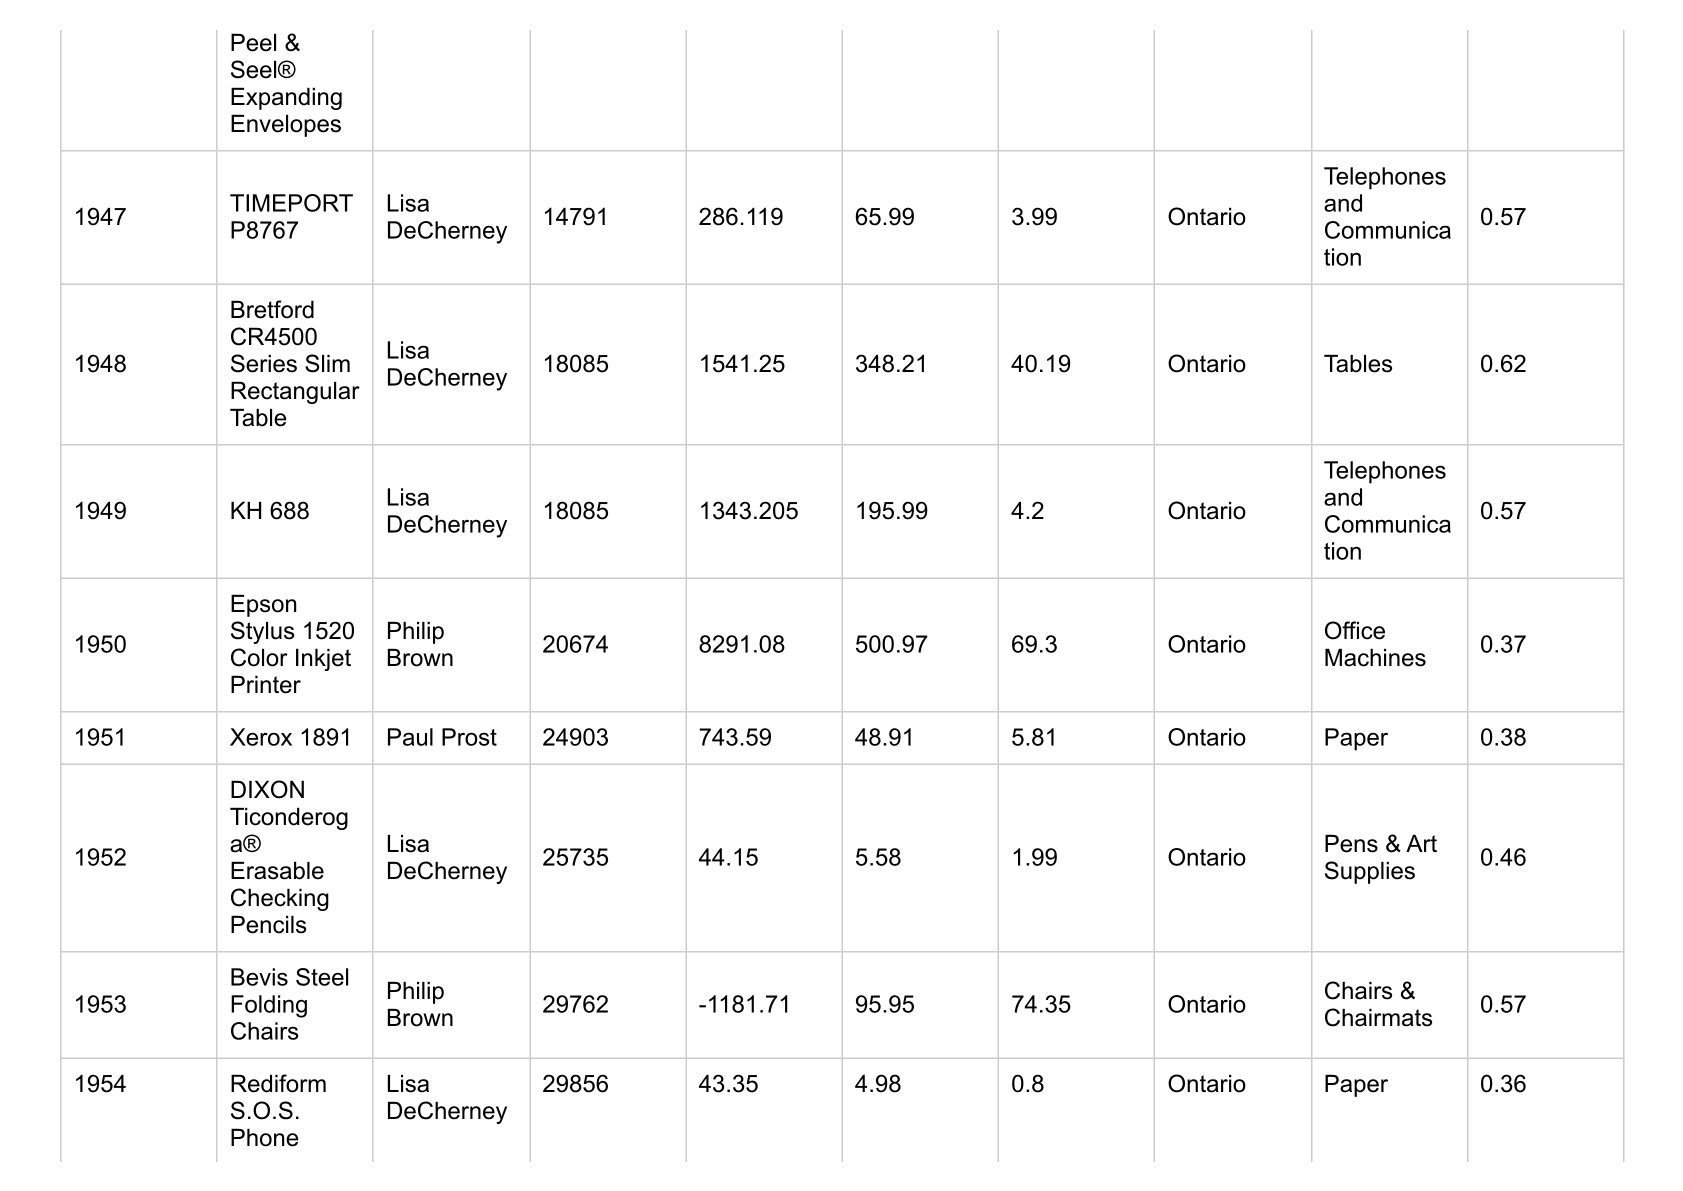 Peel &
Seel®
Expanding
Envelopes
1947
TIMEPORT
P8767
Lisa
DeCherney
14791
286.119
65.99
3.99
Ontario
Telephones
and
Communica
tion
0.57
1948
Bretford
CR4500
Series Slim
Rectangular
Table
Lisa
DeCherney
18085
1541.25
348.21
40.19
Ontario
Tables
0.62
1949
KH 688
Lisa
DeCherney
18085
1343.205
195.99
4.2
Ontario
Telephones
and
Communica
tion
0.57
1950
Epson
Stylus 1520
Color Inkjet
Printer
Philip
Brown
20674
8291.08
500.97
69.3
Ontario
Office
Machines
0.37
1951
Xerox 1891
Paul Prost
24903
743.59
48.91
5.81
Ontario
Paper
0.38
1952
DIXON
Ticonderog
a®
Erasable
Checking
Pencils
Lisa
DeCherney
25735
44.15
5.58
1.99
Ontario
Pens & Art
Supplies
0.46
1953
Bevis Steel
Folding
Chairs
Philip
Brown
29762
-1181.71
95.95
74.35
Ontario
Chairs &
Chairmats
0.57
1954
Rediform
S.O.S.
Phone
Lisa
DeCherney
29856
43.35
4.98
0.8
Ontario
Paper
0.36